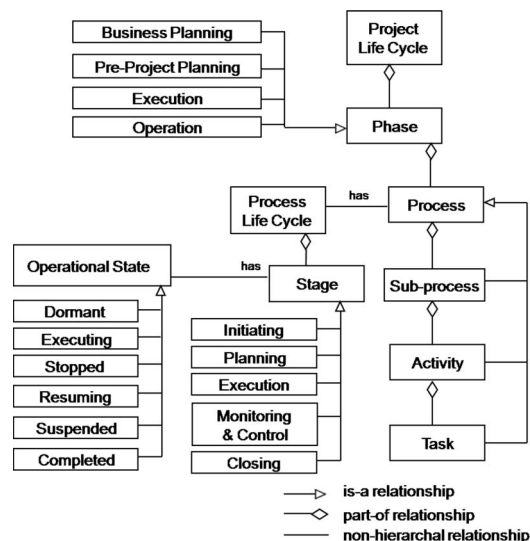 Business Planning
Pre-Project Planning
Execution
Operation
Project
Life Cycle
Phase
Process
Life Cycle
has
Process
Operational State
has
Stage
Sub-process
Dormant
Executing
Stopped
Resuming
Suspended
Completed
Initiating
Planning
Execution
Monitoring
& Control
Closing
Activity
Task
is-a relationship
part-of relationship
non-hierarchal relationship